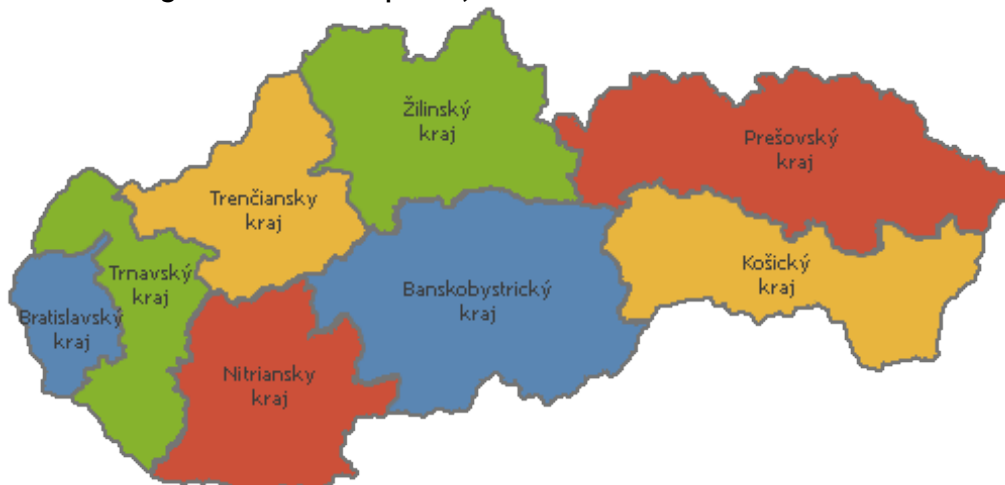 Žilinský
kraj
Prešovský
kraj
Trenčiansky
kraj
Trnavský
kraj
Košický
kraj
Banskobystrický
kraj
Bratislavský
kraj
Nitriansky
kraj